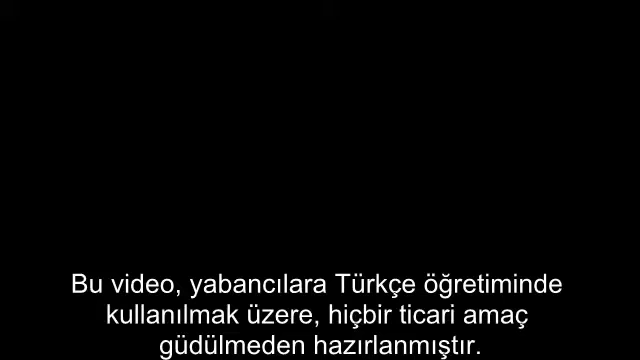 Bu video, yabancılara Türkçe öğretiminde
kullanılmak üzere, hiçbir ticari amaç
güdülmeden hazırlanmıştır.